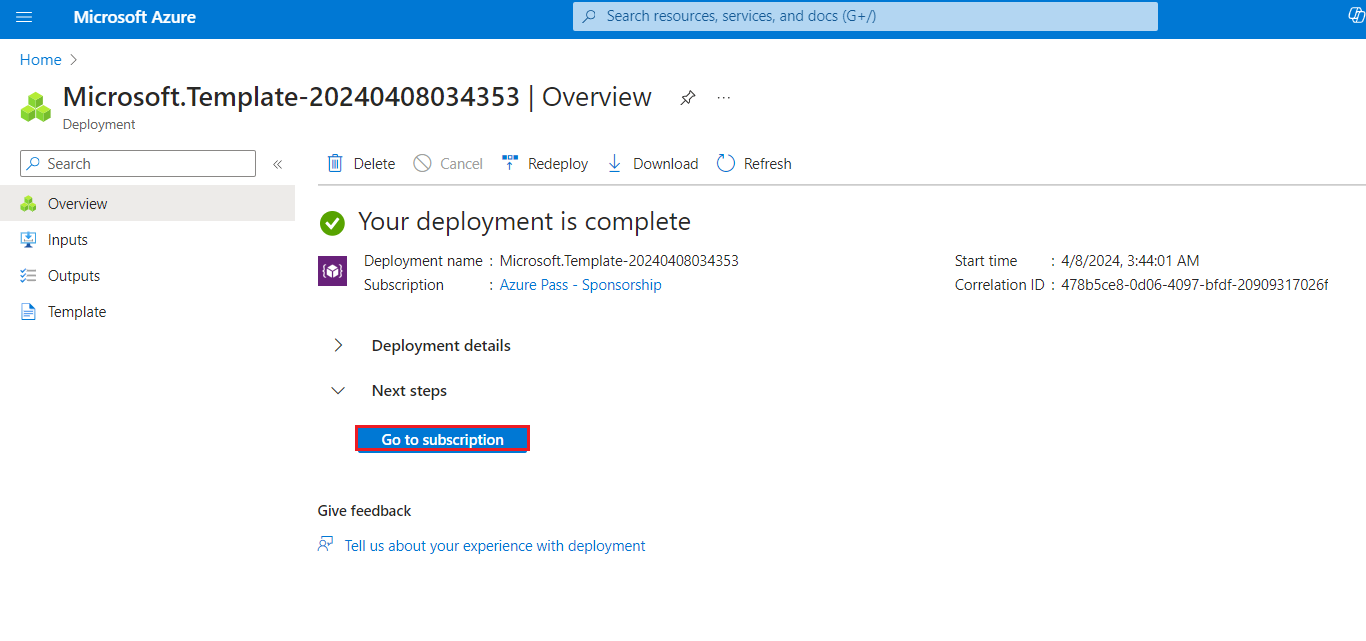 Microsoft Azure
Search resources, services, and docs (G+/)
Home
Microsoft.Template-20240408034353 | Overview
Deployment
Search
Overview
Inputs
Outputs
Template
Delete
Cancel
Redeploy
Download
Refresh
Your deployment is complete
Deployment name : Microsoft.Template-20240408034353
Subscription : Azure Pass - Sponsorship
Start time : 4/8/2024, 3:44:01 AM
Correlation ID : 478b5ce8-0d06-4097-bfdf-20909317026f
Deployment details
Next steps
Go to subscription
Give feedback
Tell us about your experience with deployment